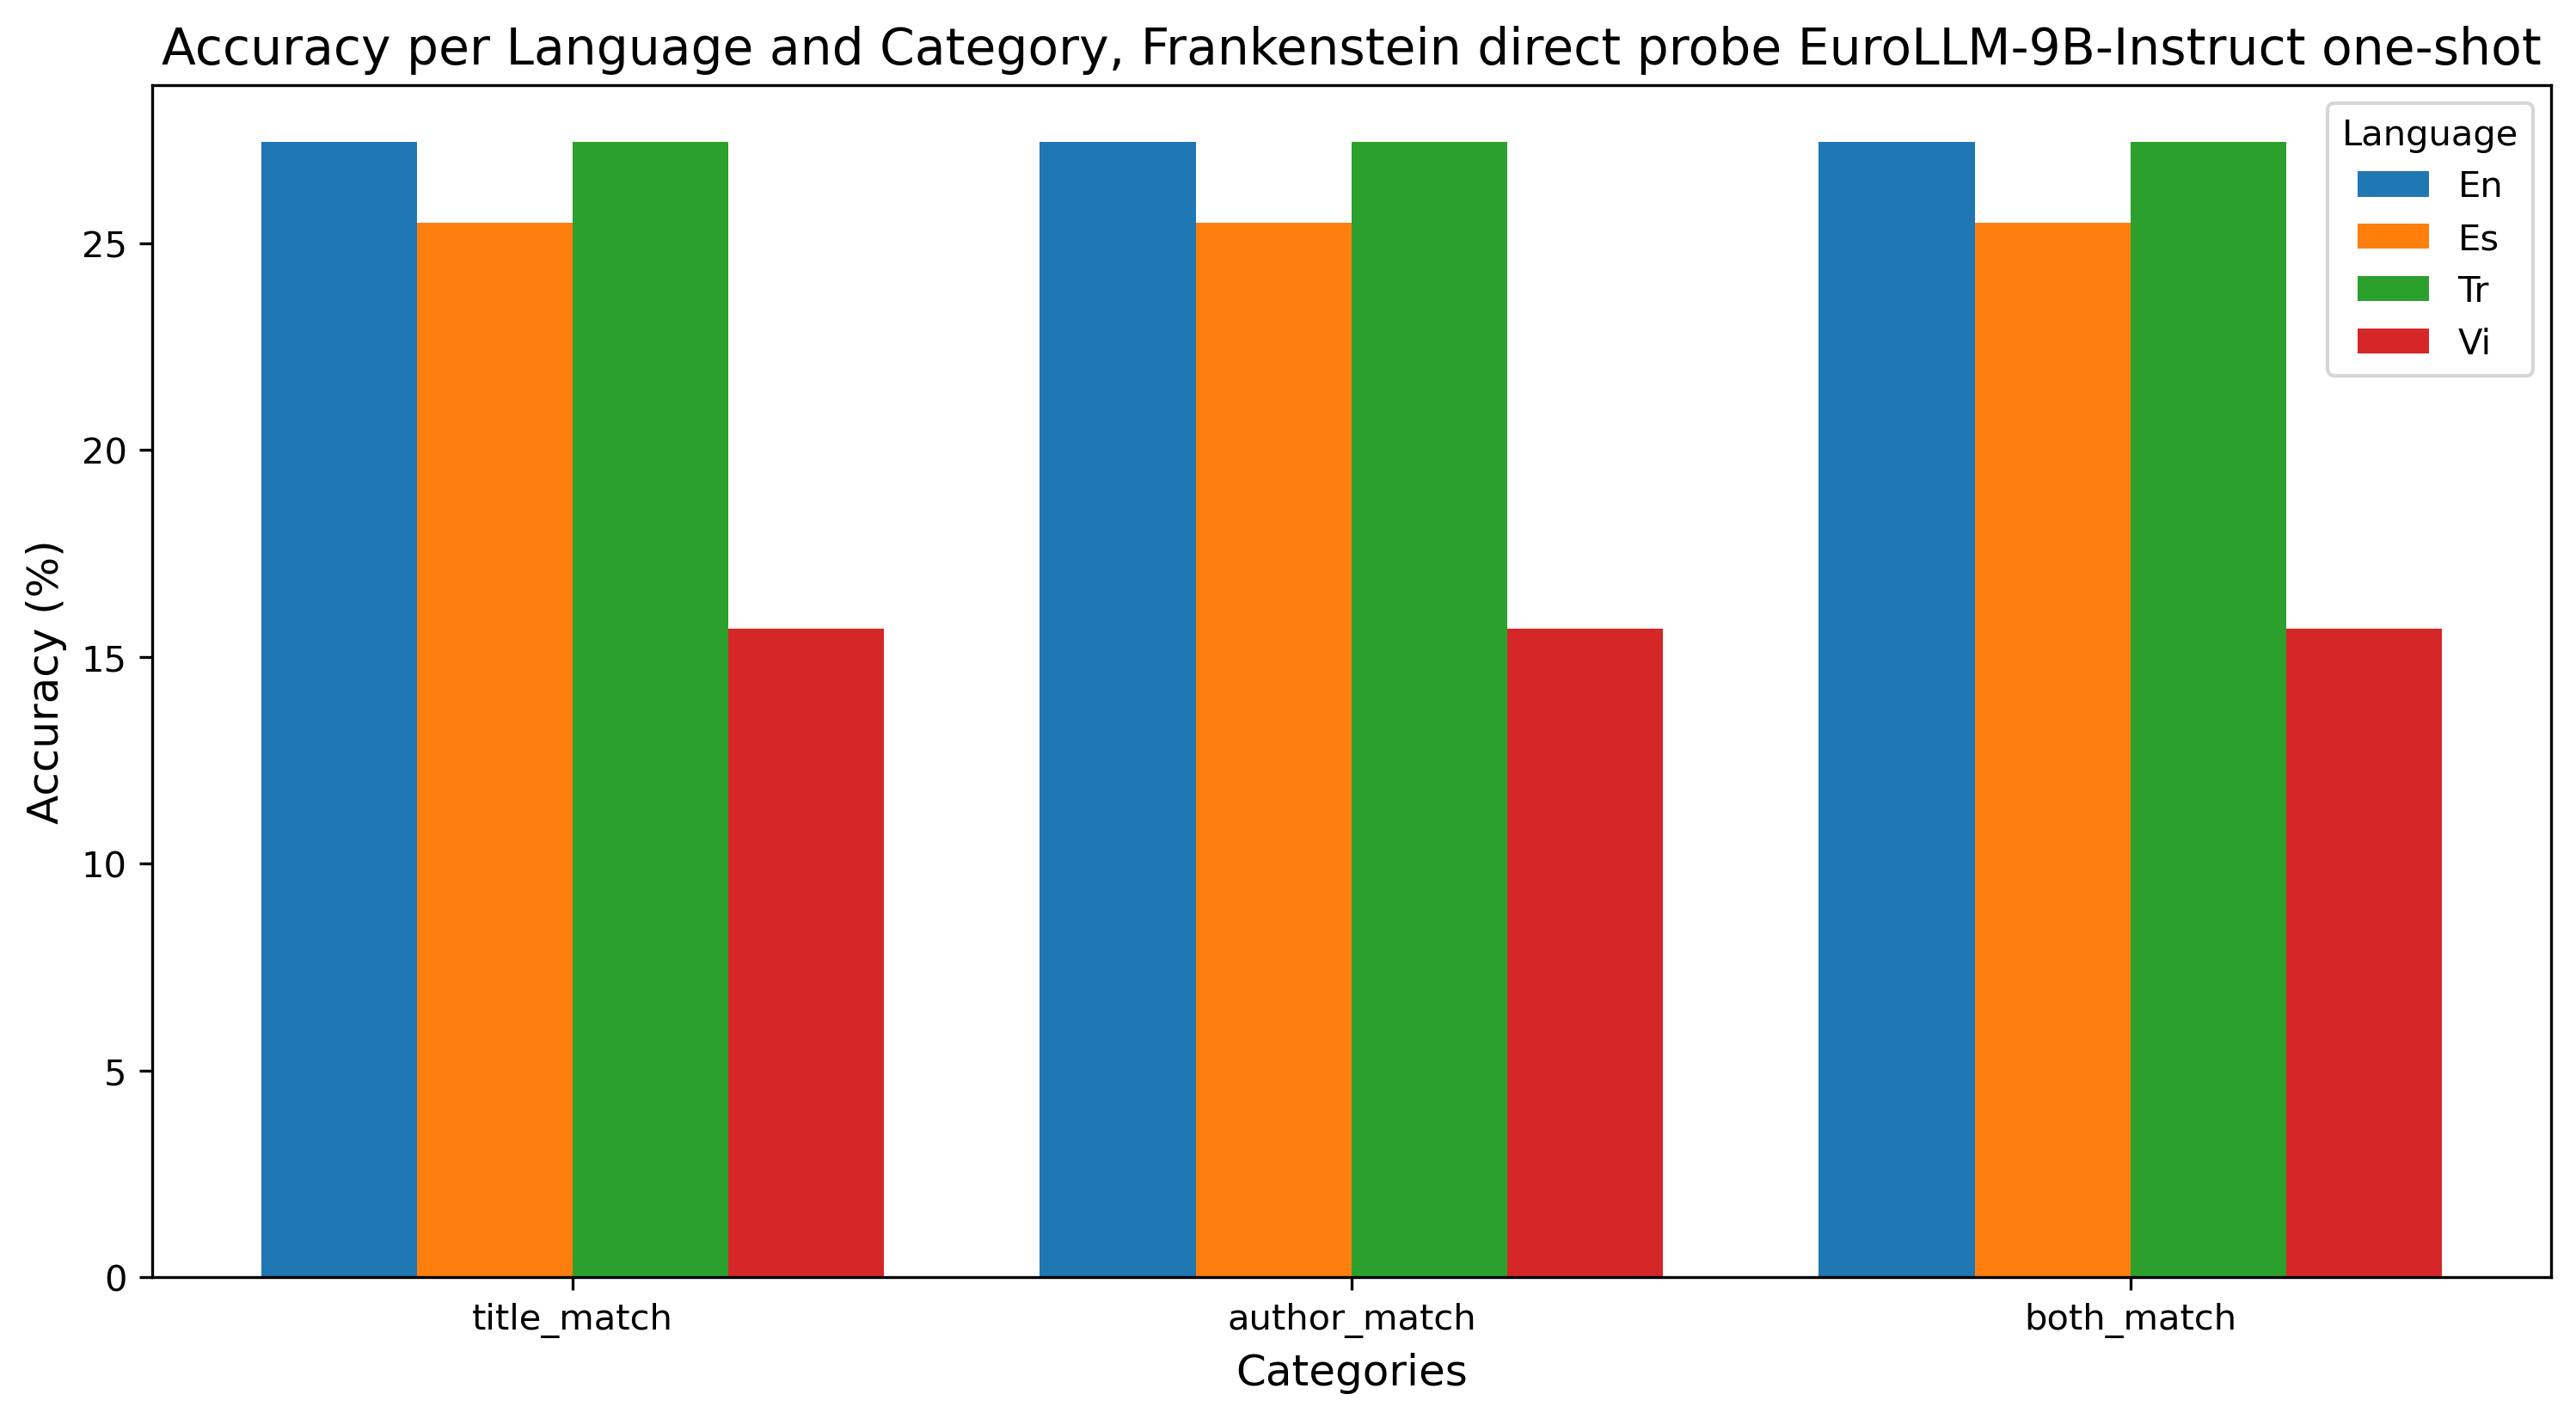 Accuracy per Language and Category, Frankenstein direct probe EuroLLM-9B-Instruct one-shot
Language
En
Es
Tr
Vi
Accuracy (%)
25
20
15
10
5
0
title_match
author_match
both_match
Categories